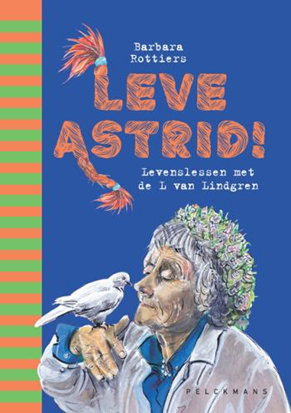 Barbara
Rottiers
LEVE
ASTRID!
Levenslessen met
de L van Lindgren
PELCKMANS